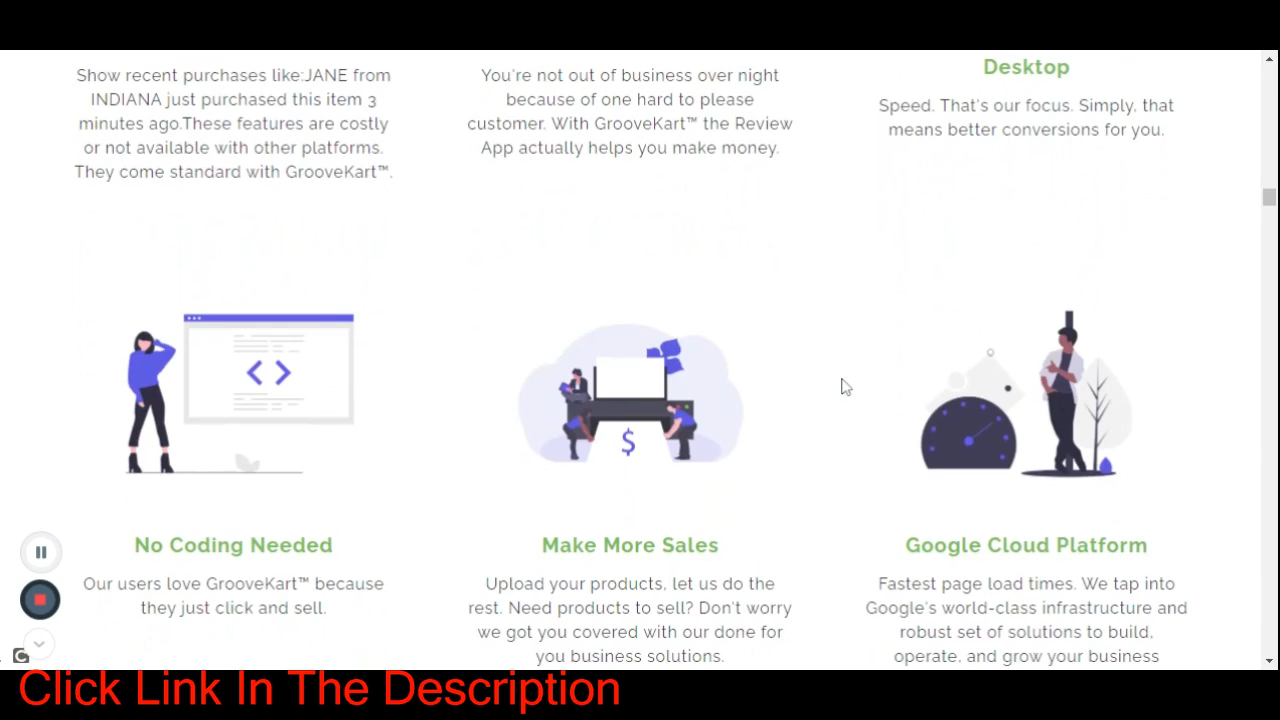 Show recent purchases like:JANE from
INDIANA just purchased this item 3
minutes ago.These features are costly
or not available with other platforms.
They come standard with GrooveKart™.
You're not out of business over night
because of one hard to please
customer. With GrooveKart™ the Review
App actually helps you make money.
Desktop
Speed. That's our focus. Simply, that
means better conversions for you.
No Coding Needed
Our users love GrooveKart™ because
they just click and sell.
Make More Sales
Upload your products, let us do the
rest. Need products to sell? Don't worry
we got you covered with our done for
you business solutions.
Google Cloud Platform
Fastest page load times. We tap into
Google's world-class infrastructure and
robust set of solutions to build,
operate, and grow your business
Click Link In The Description